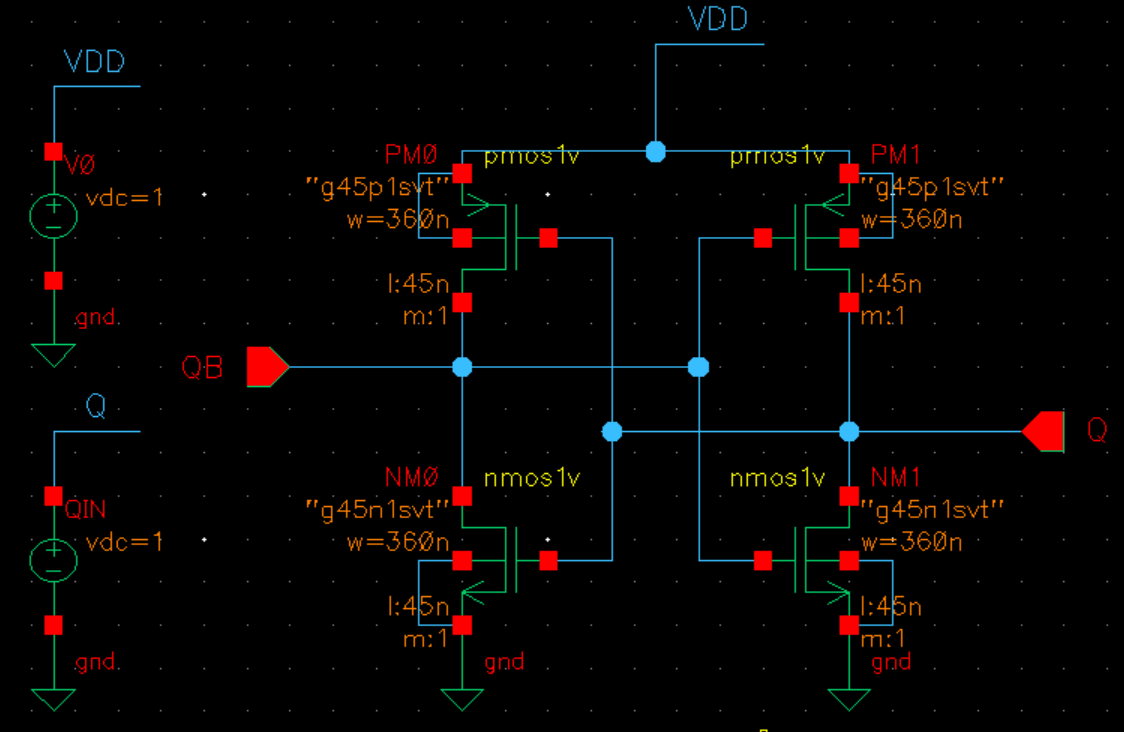 VDD
VDD
V0
vdc=1
gnd
PM0
pmos1v
"g45p1svt"
w=360n
l:45n
m:1
pmos1v
PM1
"g45p1svt"
w=360n
l:45n
m:1
QB
Q
Q
QIN
vdc=1
gnd
NM0
nmos1v
"g45n1svt"
w=360n
l:45n
m:1
gnd
nmos1v
NM1
"g45n1svt"
w=360n
l:45n
m:1
gnd